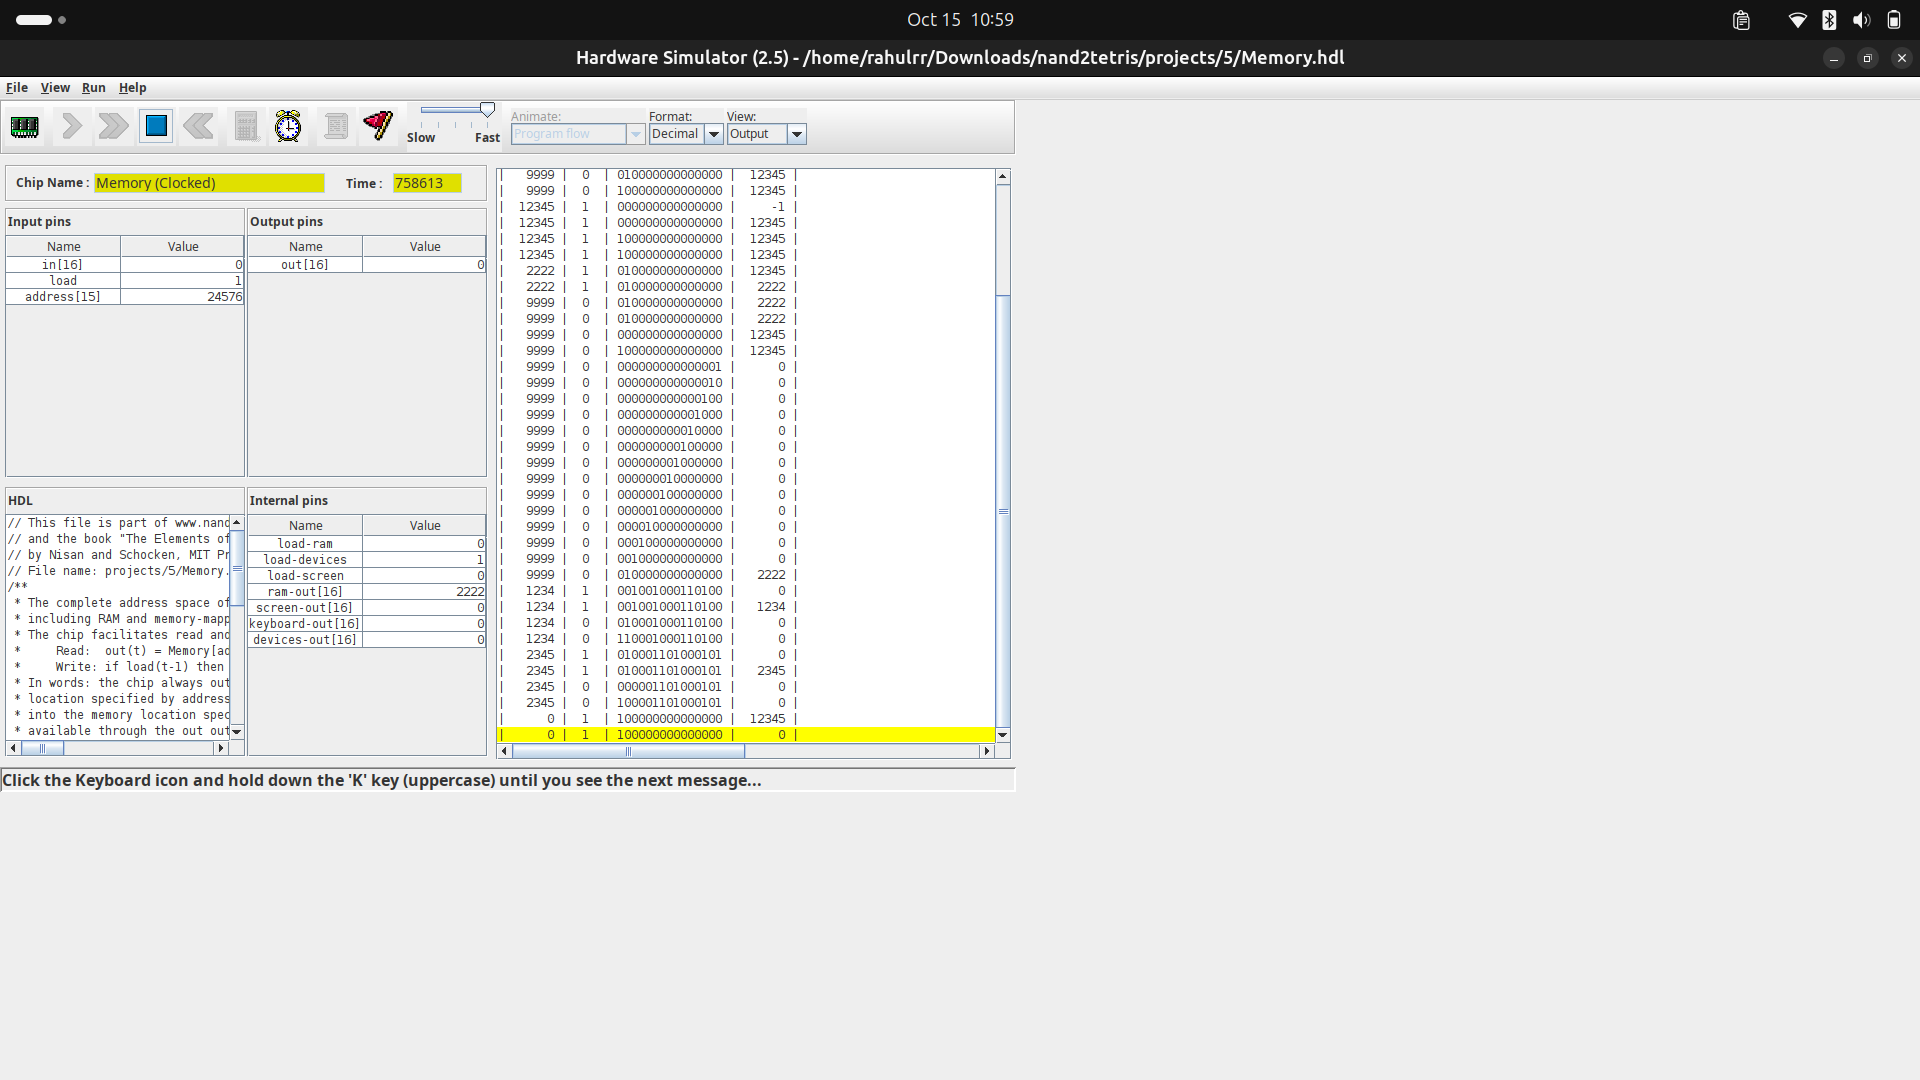 Oct 15 10:59
Hardware Simulator (2.5) - /home/rahulrr/Downloads/nand2tetris/projects/5/Memory.hdl
File View Run Help
Slow Fast
Animate: Format: View:
Program flow Decimal Output
Chip Name : Memory (Clocked) Time : 758613
Input pins
Name Value
in[16] 0
load 1
address[15] 24576
Output pins
Name Value
out[16] 0
HDL
// This file is part of www.nand
// and the book "The Elements of
// by Nisan and Schocken, MIT Pr
// File name: projects/5/Memory.
/**
* The complete address space of
* including RAM and memory-mapp
* The chip facilitates read and
* Read: out(t) = Memory[ad
* Write: if load(t-1) then
* In words: the chip always out
* location specified by address
* into the memory location spec
* available through the out out
Internal pins
Name Value
load-ram 0
load-devices 1
load-screen 0
ram-out[16] 2222
screen-out[16] 0
keyboard-out[16] 0
devices-out[16] 0
| 9999 | 0 | 010000000000000 | 12345 |
| 9999 | 0 | 100000000000000 | 12345 |
| 12345 | 1 | 000000000000000 | -1 |
| 12345 | 1 | 000000000000000 | 12345 |
| 12345 | 1 | 100000000000000 | 12345 |
| 12345 | 1 | 100000000000000 | 12345 |
| 2222 | 1 | 010000000000000 | 12345 |
| 2222 | 1 | 010000000000000 | 2222 |
| 9999 | 0 | 010000000000000 | 2222 |
| 9999 | 0 | 010000000000000 | 2222 |
| 9999 | 0 | 000000000000000 | 12345 |
| 9999 | 0 | 100000000000000 | 12345 |
| 9999 | 0 | 000000000000001 | 0 |
| 9999 | 0 | 000000000000010 | 0 |
| 9999 | 0 | 000000000000100 | 0 |
| 9999 | 0 | 000000000001000 | 0 |
| 9999 | 0 | 000000000010000 | 0 |
| 9999 | 0 | 000000000100000 | 0 |
| 9999 | 0 | 000000001000000 | 0 |
| 9999 | 0 | 000000010000000 | 0 |
| 9999 | 0 | 000000100000000 | 0 |
| 9999 | 0 | 000001000000000 | 0 |
| 9999 | 0 | 000010000000000 | 0 |
| 9999 | 0 | 000100000000000 | 0 |
| 9999 | 0 | 001000000000000 | 0 |
| 9999 | 0 | 010000000000000 | 2222 |
| 1234 | 1 | 001001000110100 | 0 |
| 1234 | 1 | 001001000110100 | 1234 |
| 1234 | 0 | 010001000110100 | 0 |
| 1234 | 0 | 110001000110100 | 0 |
| 2345 | 1 | 010001101000101 | 0 |
| 2345 | 1 | 010001101000101 | 2345 |
| 2345 | 0 | 000001101000101 | 0 |
| 2345 | 0 | 100001101000101 | 0 |
| 0 | 1 | 100000000000000 | 12345 |
| 0 | 1 | 100000000000000 | 0 |
Click the Keyboard icon and hold down the 'K' key (uppercase) until you see the next message...